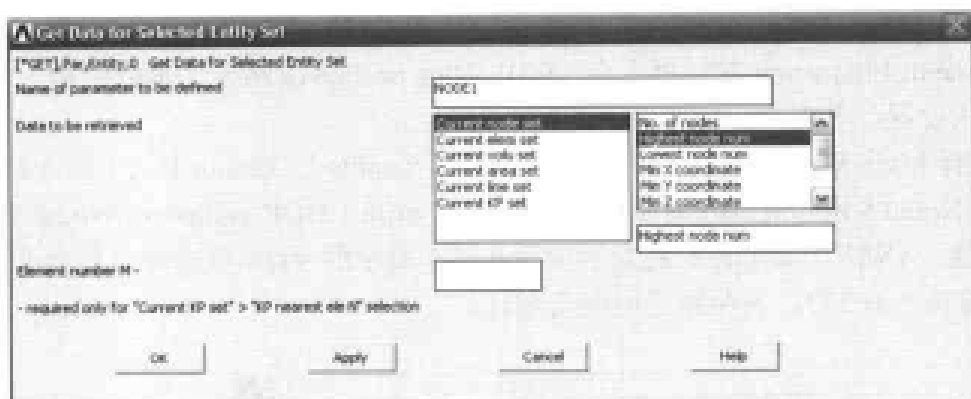 Get Data for Selected Entity Set
[*GET],Par,Entity,0 Get Data for Selected Entity Set
Name of parameter to be defined
NODE1
Data to be retrieved
Current node set
Current elem set
Current volu set
Current area set
Current line set
Current KP set
No. of nodes
Highest node num
Lowest node num
Min X coordinate
Min Y coordinate
Min Z coordinate
Highest node num
Element number M -
- required only for "Current KP set" > "KP nearest ele N" selection
OK
Apply
Cancel
Help